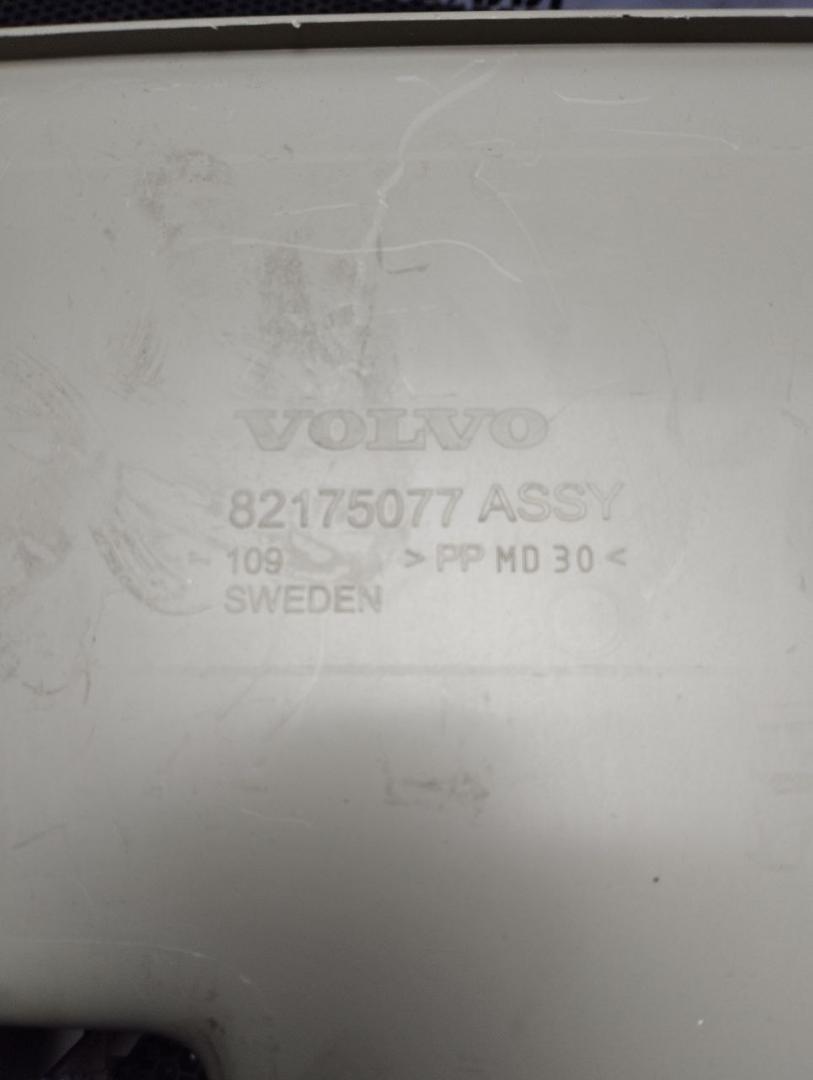 VOLVO
82175077 ASSY
109 >PP MD 30<
SWEDEN